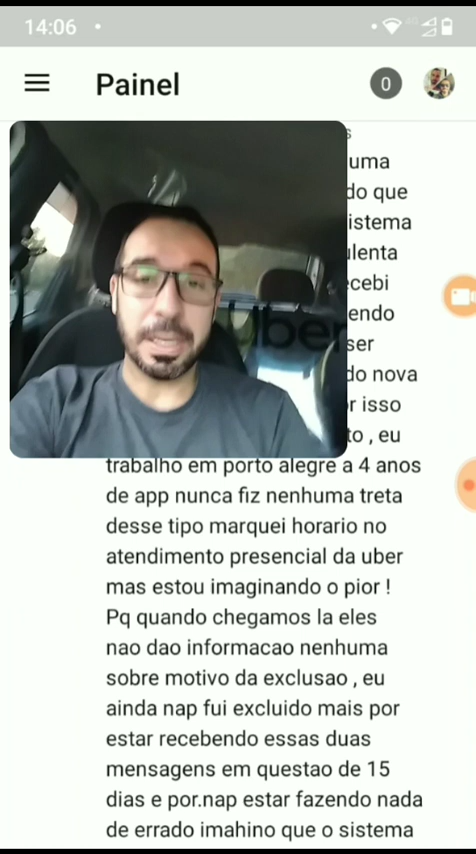 14:06
4G
Painel
0
s
uma
do que
istema
ulenta
ecebi
endo
Uber
ser
do nova
r isso
to , eu
trabalho em porto alegre a 4 anos
de app nunca fiz nenhuma treta
desse tipo marquei horario no
atendimento presencial da uber
mas estou imaginando o pior !
Pq quando chegamos la eles
nao dao informacao nenhuma
sobre motivo da exclusao , eu
ainda nap fui excluido mais por
estar recebendo essas duas
mensagens em questao de 15
dias e por.nap estar fazendo nada
de errado imahino que o sistema